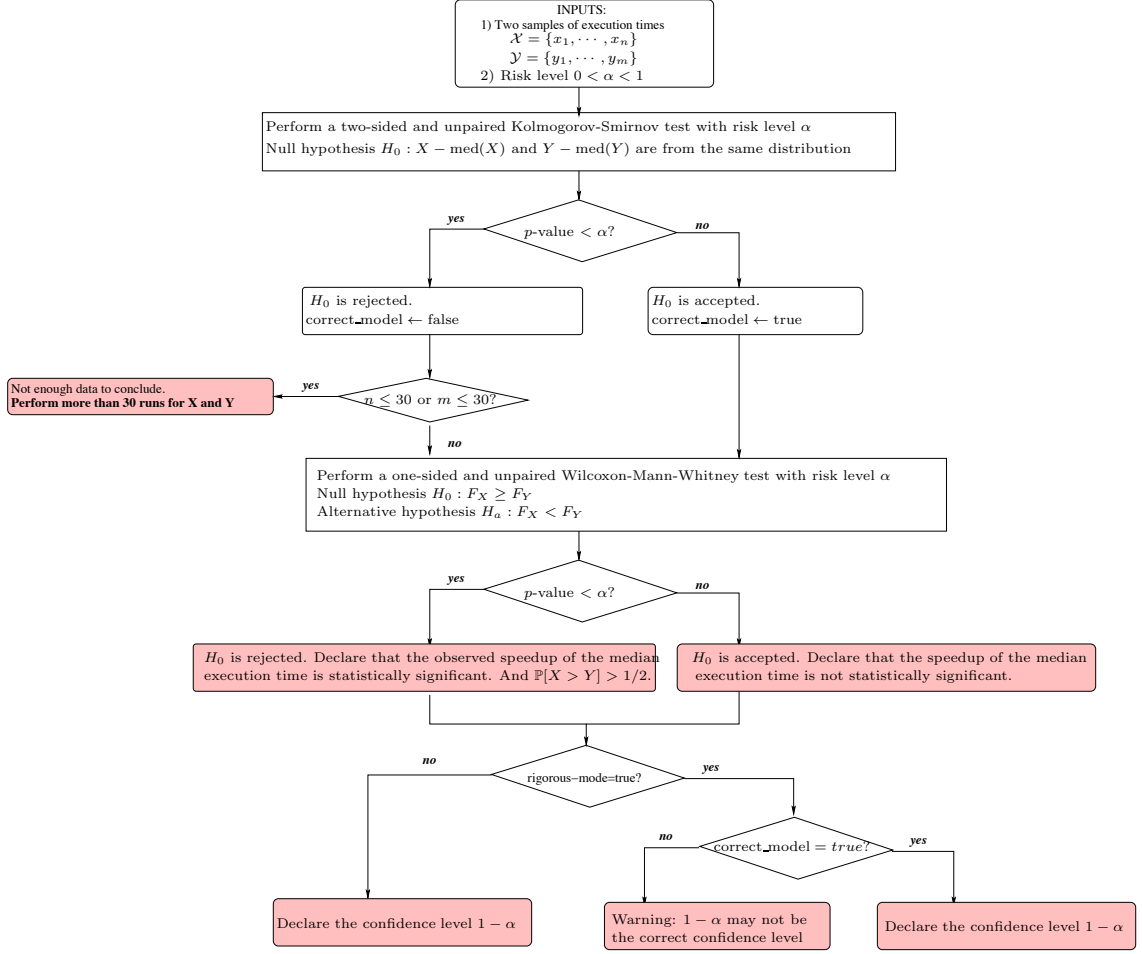 INPUTS:
1) Two samples of execution times
𝒳 = {x₁, ⋯ , xₙ}
𝒴 = {y₁, ⋯ , yₘ}
2) Risk level 0 < α < 1
Perform a two-sided and unpaired Kolmogorov-Smirnov test with risk level α
Null hypothesis H₀ : X − med(X) and Y − med(Y) are from the same distribution
yes
p-value < α?
no
H₀ is rejected.
correct_model ← false
H₀ is accepted.
correct_model ← true
Not enough data to conclude.
Perform more than 30 runs for X and Y
yes
n ≤ 30 or m ≤ 30?
no
Perform a one-sided and unpaired Wilcoxon-Mann-Whitney test with risk level α
Null hypothesis H₀ : F_X ≥ F_Y
Alternative hypothesis Hₐ : F_X < F_Y
yes
p-value < α?
no
H₀ is rejected. Declare that the observed speedup of the median
execution time is statistically significant. And ℙ[X > Y] > 1/2.
H₀ is accepted. Declare that the speedup of the median
execution time is not statistically significant.
no
rigorous−mode=true?
yes
no
correct_model = true?
yes
Declare the confidence level 1 − α
Warning: 1 − α may not be
the correct confidence level
Declare the confidence level 1 − α